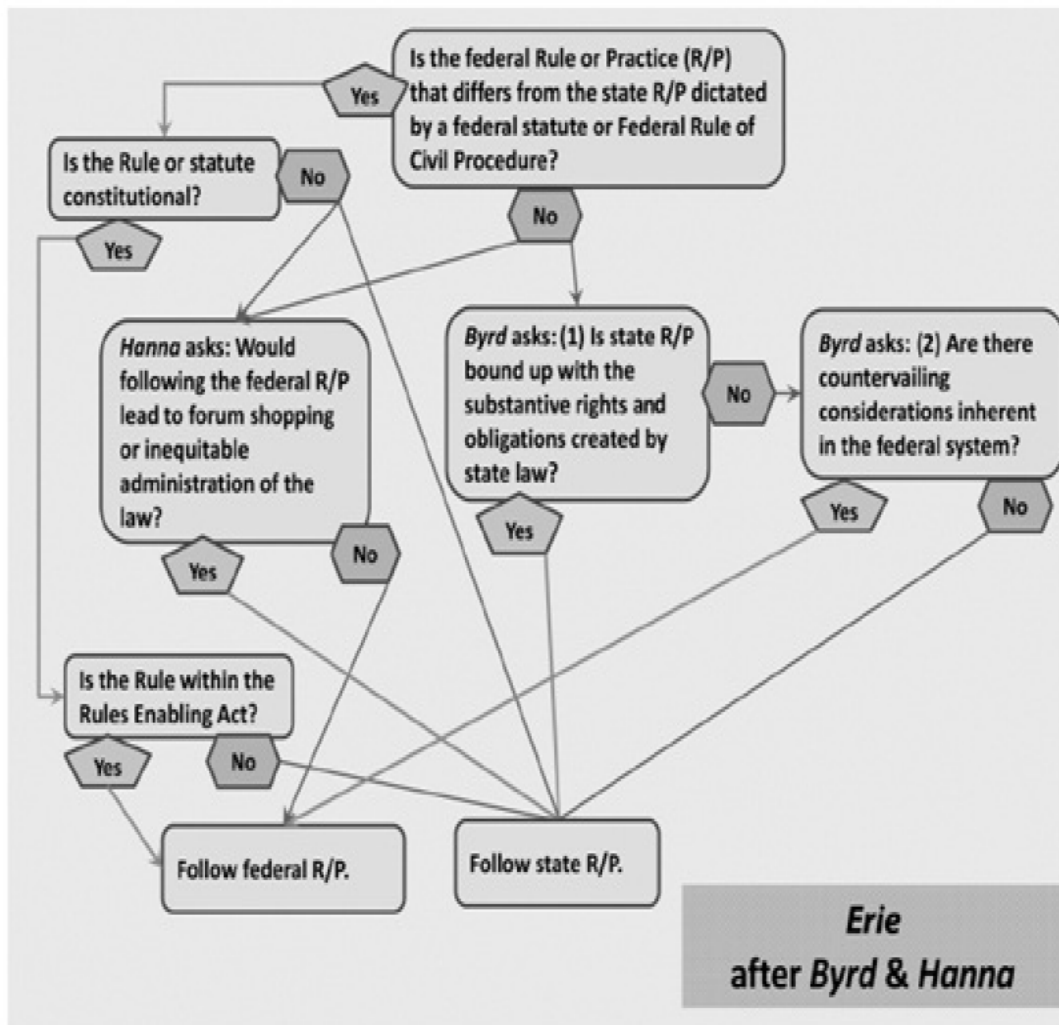 Is the federal Rule or Practice (R/P)
that differs from the state R/P dictated
by a federal statute or Federal Rule of
Civil Procedure?
Yes
No
Is the Rule or statute
constitutional?
No
Yes
Hanna asks: Would
following the federal R/P
lead to forum shopping
or inequitable
administration of the
law?
Yes
No
Byrd asks: (1) Is state R/P
bound up with the
substantive rights and
obligations created by
state law?
No
Yes
Byrd asks: (2) Are there
countervailing
considerations inherent
in the federal system?
Yes
No
Is the Rule within the
Rules Enabling Act?
Yes
No
Follow federal R/P.
Follow state R/P.
Erie
after Byrd & Hanna